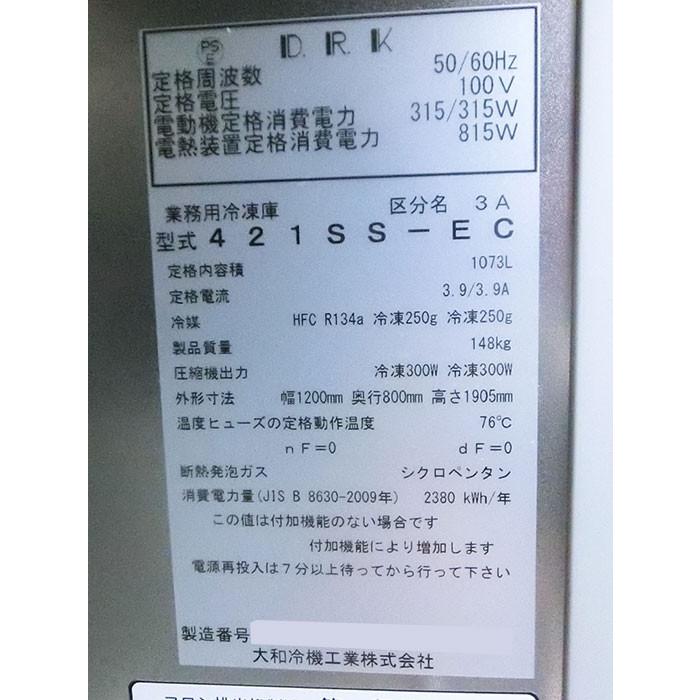 PS E D.R.K
定格周波数 50/60Hz
定格電圧 100V
電動機定格消費電力 315/315W
電熱装置定格消費電力 815W
業務用冷凍庫 区分名 3A
型式 421SS-EC
定格内容積 1073L
定格電流 3.9/3.9A
冷媒 HFC R134a 冷凍250g 冷凍250g
製品質量 148kg
圧縮機出力 冷凍300W 冷凍300W
外形寸法 幅1200mm 奥行800mm 高さ1905mm
温度ヒューズの定格動作温度 76℃
nF=0 dF=0
断熱発泡ガス シクロペンタン
消費電力量(JIS B 8630-2009年) 2380 kWh/年
この値は付加機能のない場合です
付加機能により増加します
電源再投入は7分以上待ってから行って下さい
製造番号
大和冷機工業株式会社